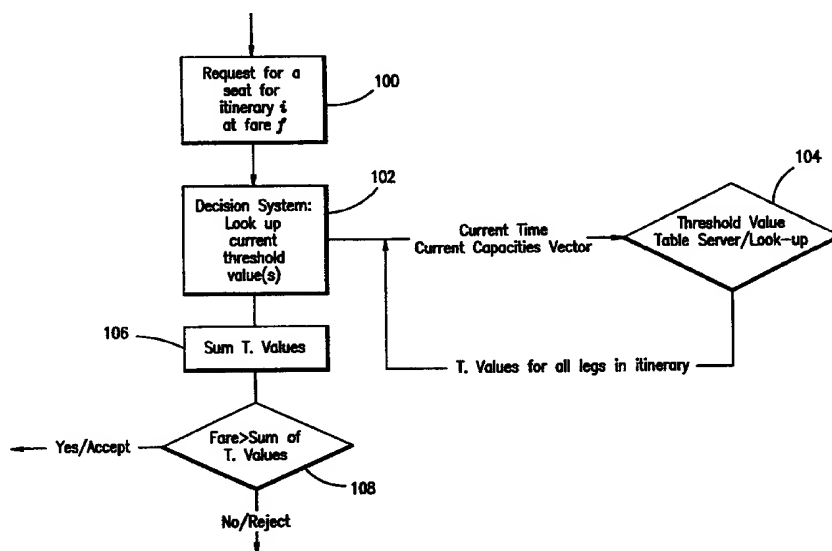 Request for a
seat for
itinerary i
at fare f
100
102
Decision System:
Look up
current
threshold
value(s)
104
Current Time
Current Capacities Vector
Threshold Value
Table Server/Look-up
106
Sum T. Values
T. Values for all legs in itinerary
Yes/Accept
Fare>Sum of
T. Values
108
No/Reject